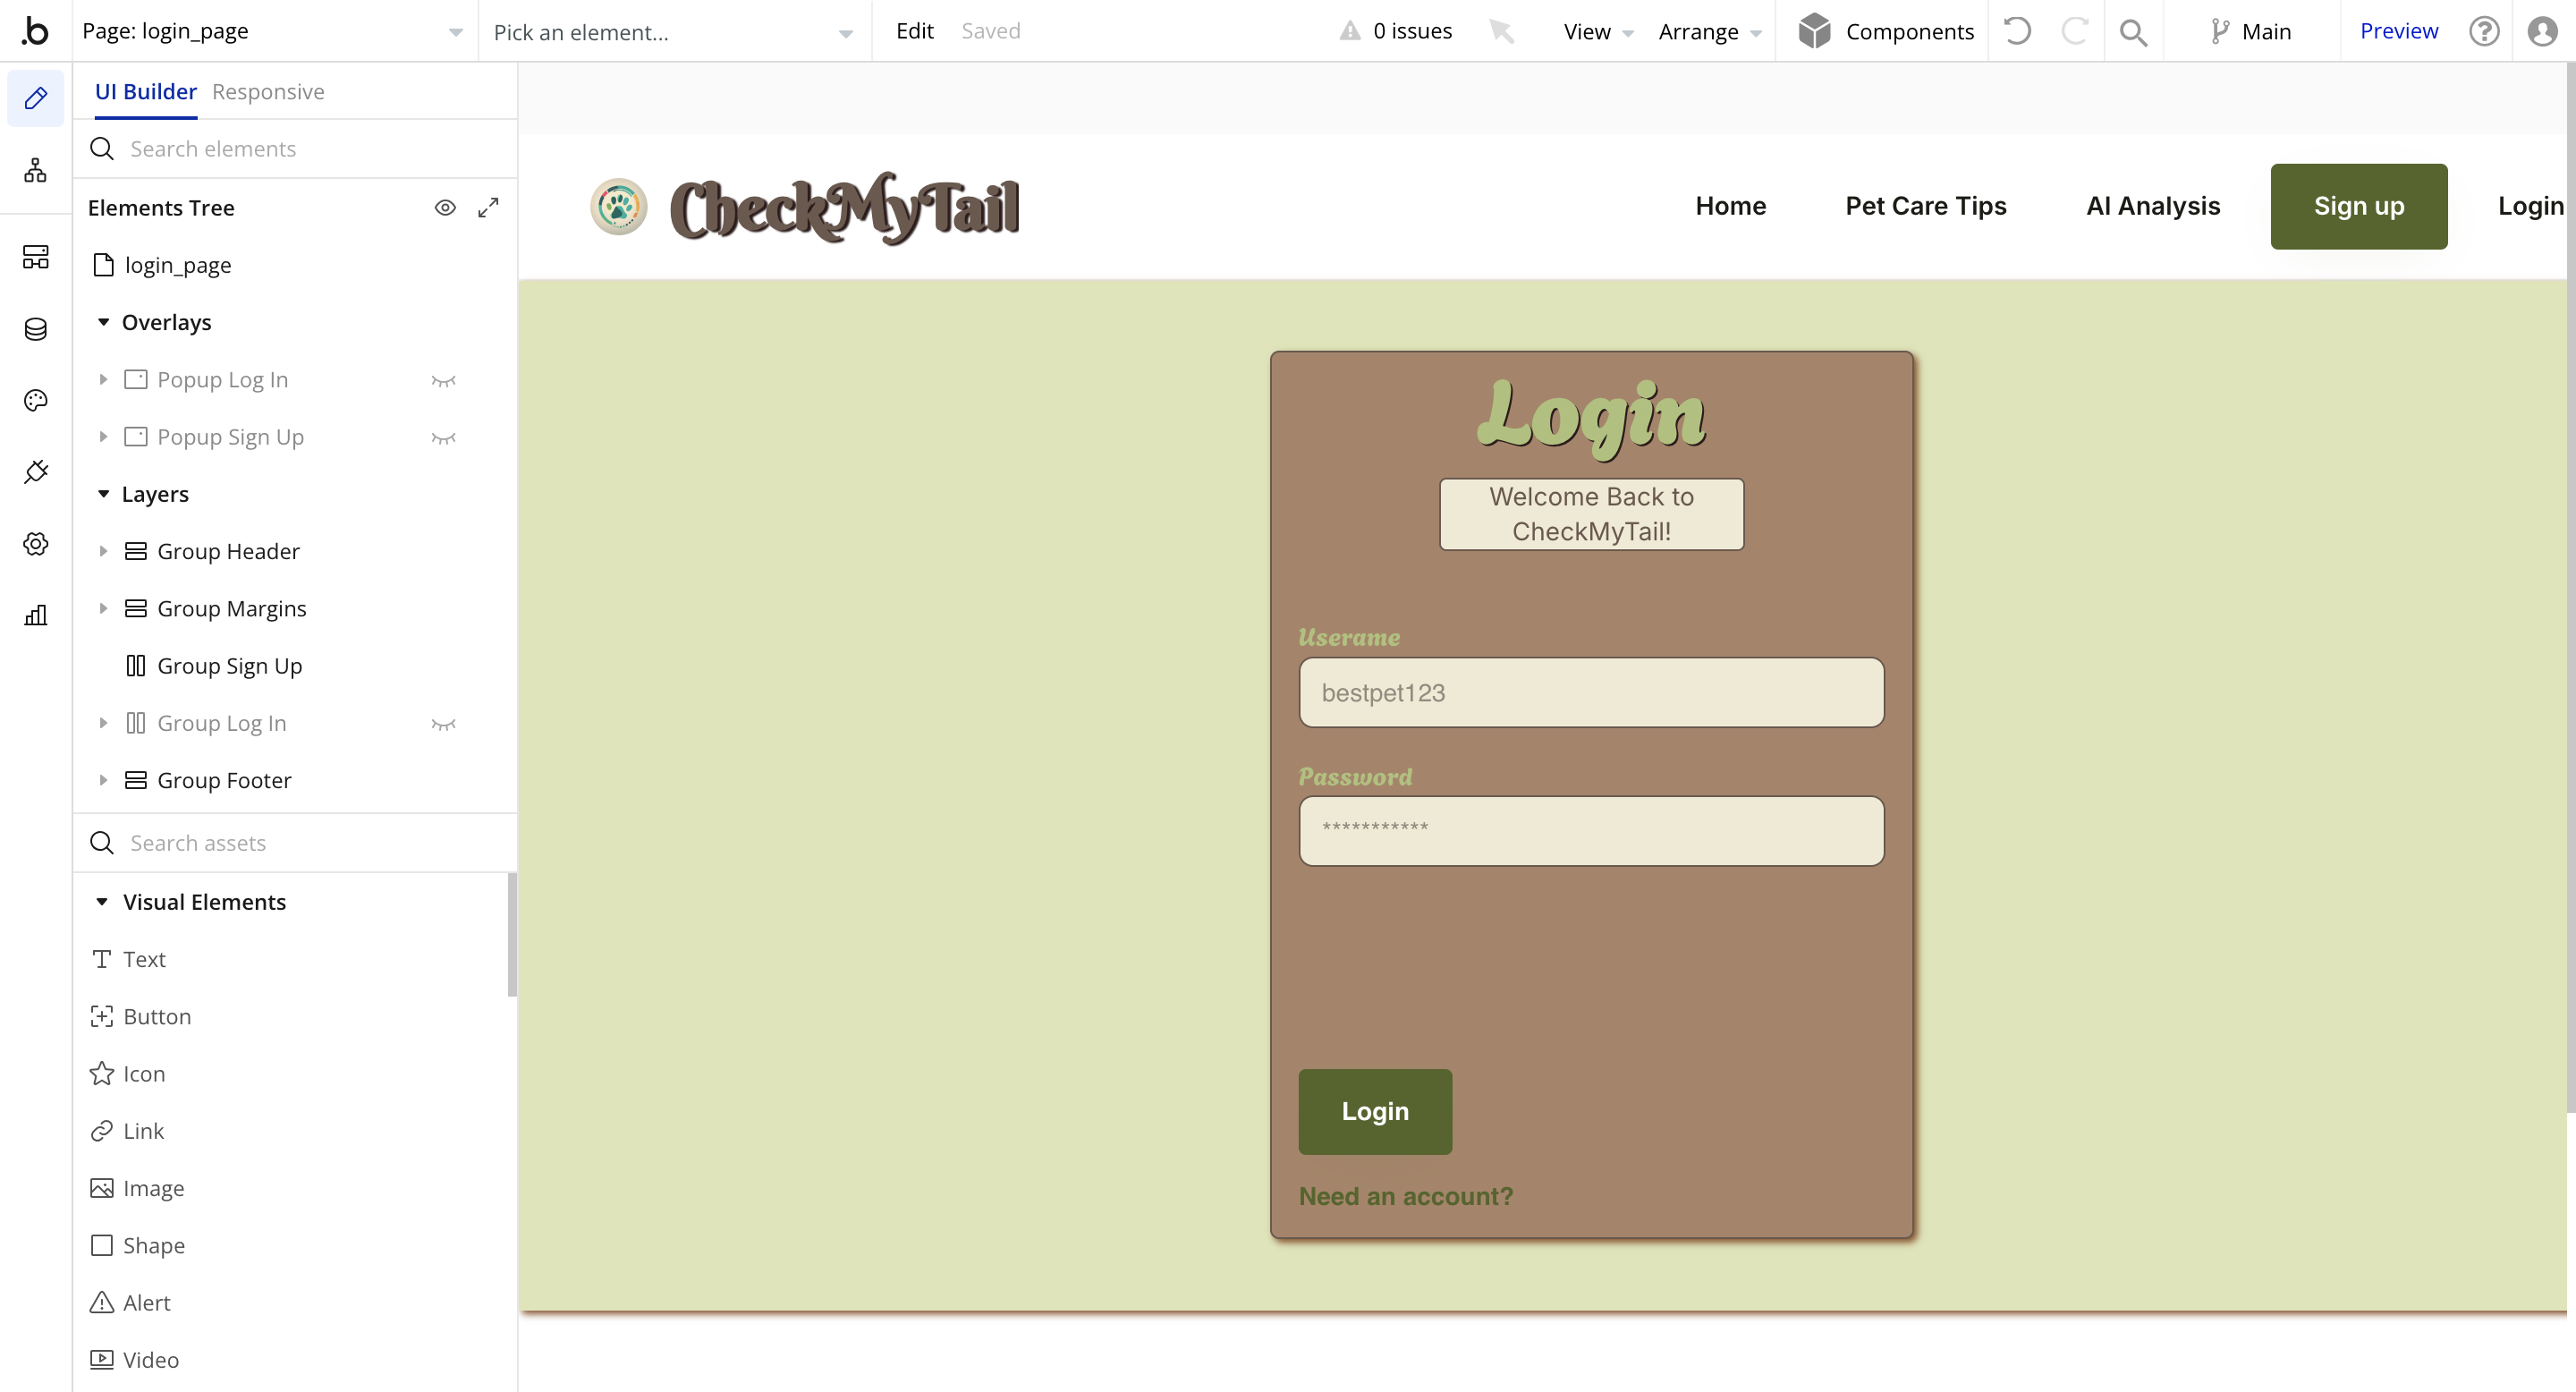 .b
Page: login_page
Pick an element...
Edit
Saved
0 issues
View
Arrange
Components
Main
Preview
?
UI Builder
Responsive
Search elements
Elements Tree
login_page
Overlays
Popup Log In
Popup Sign Up
Layers
Group Header
Group Margins
Group Sign Up
Group Log In
Group Footer
Search assets
Visual Elements
Text
Button
Icon
Link
Image
Shape
Alert
Video
CheckMyTail
Home
Pet Care Tips
AI Analysis
Sign up
Login
Login
Welcome Back to
CheckMyTail!
Userame
bestpet123
Password
***********
Login
Need an account?